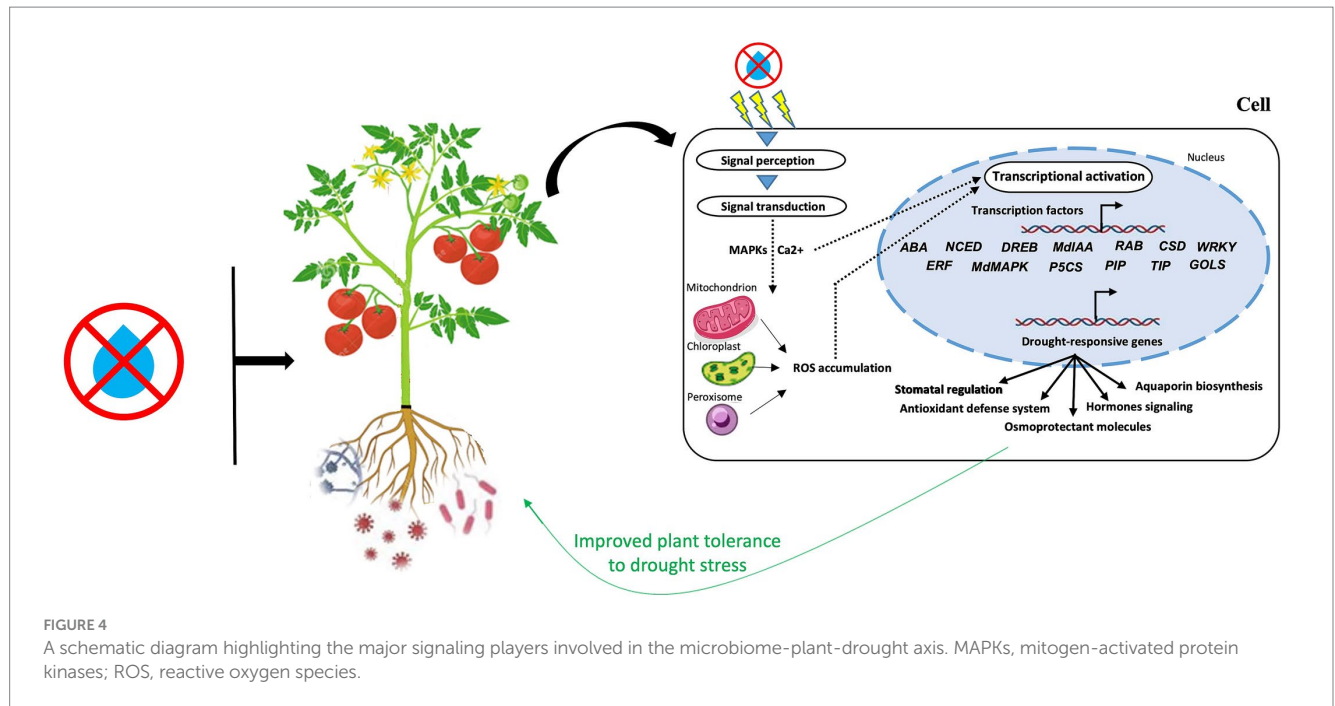 Cell
Nucleus
Signal perception
Signal transduction
MAPKs Ca2+
Mitochondrion
Chloroplast
Peroxisome
ROS accumulation
Transcriptional activation
Transcription factors
ABA NCED DREB MdIAA RAB CSD WRKY
ERF MdMAPK P5CS PIP TIP GOLS
Drought-responsive genes
Stomatal regulation
Aquaporin biosynthesis
Antioxidant defense system
Hormones signaling
Osmoprotectant molecules
Improved plant tolerance
to drought stress
FIGURE 4
A schematic diagram highlighting the major signaling players involved in the microbiome-plant-drought axis. MAPKs, mitogen-activated protein
kinases; ROS, reactive oxygen species.